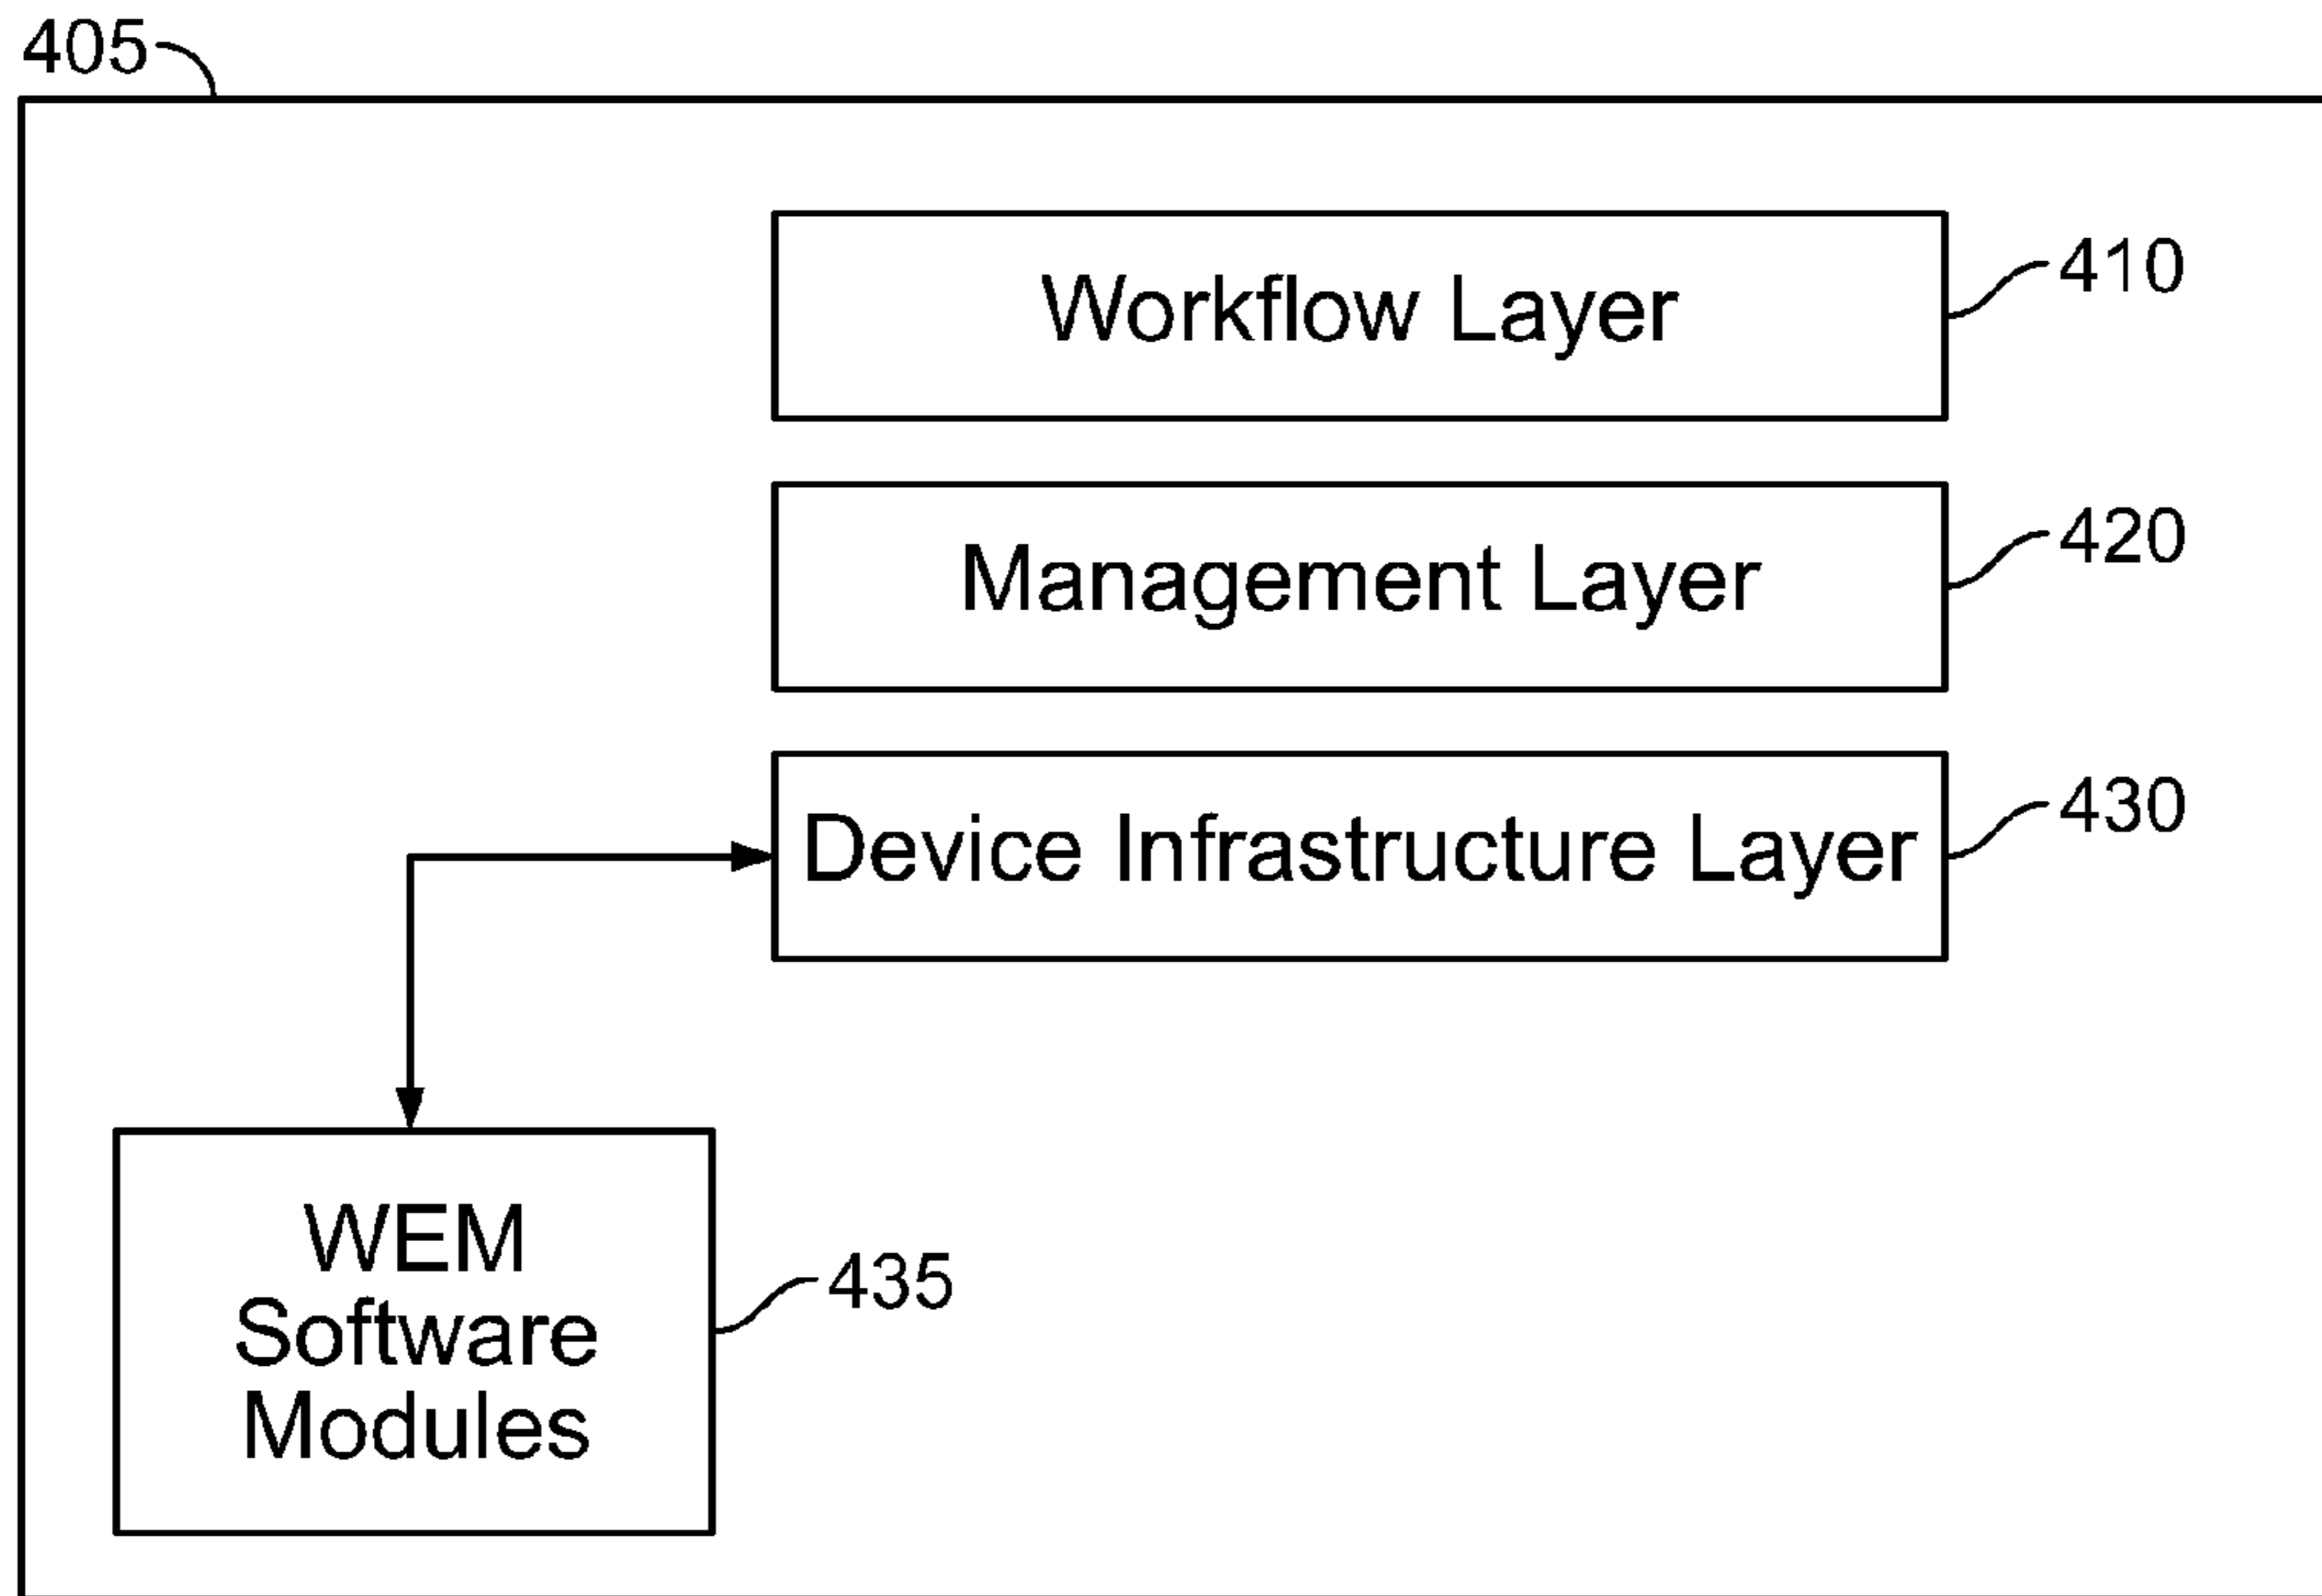 405
Workflow Layer
410
Management Layer
420
Device Infrastructure Layer
430
WEM
Software
Modules
435